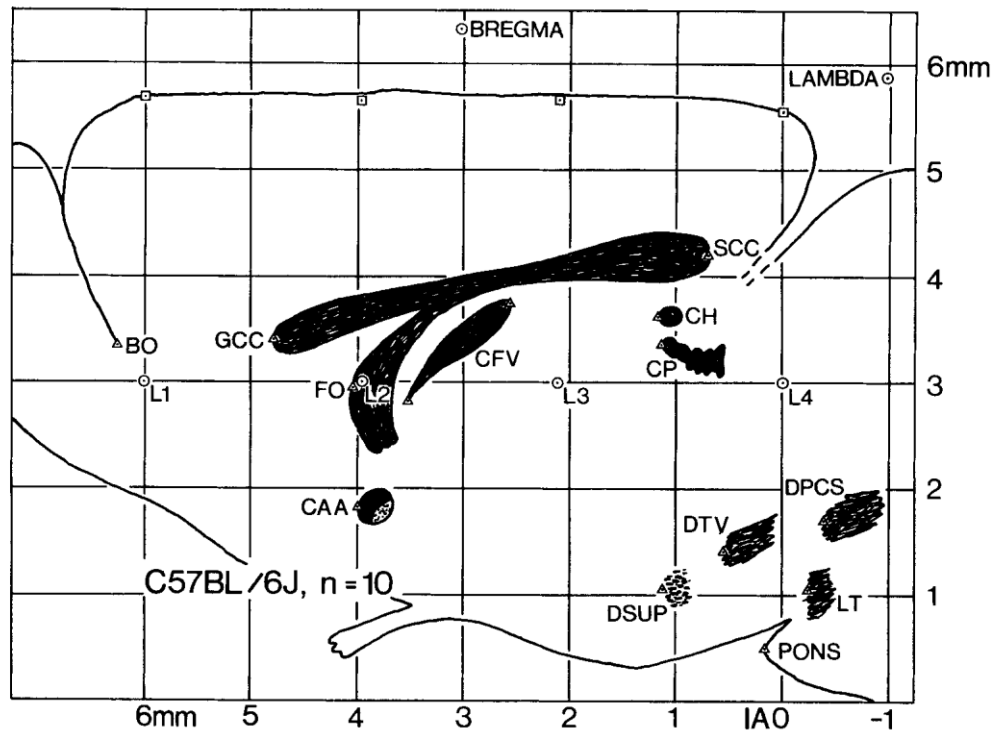 BREGMA
6mm
LAMBDA
5
SCC
4
CH
GCC
BO
CFV
CP
FO
L1
L2
L3
L4
3
DPCS
2
CAA
DTV
C57BL/6J, n=10
DSUP
LT
1
PONS
6mm 5 4 3 2 1 IA0 -1